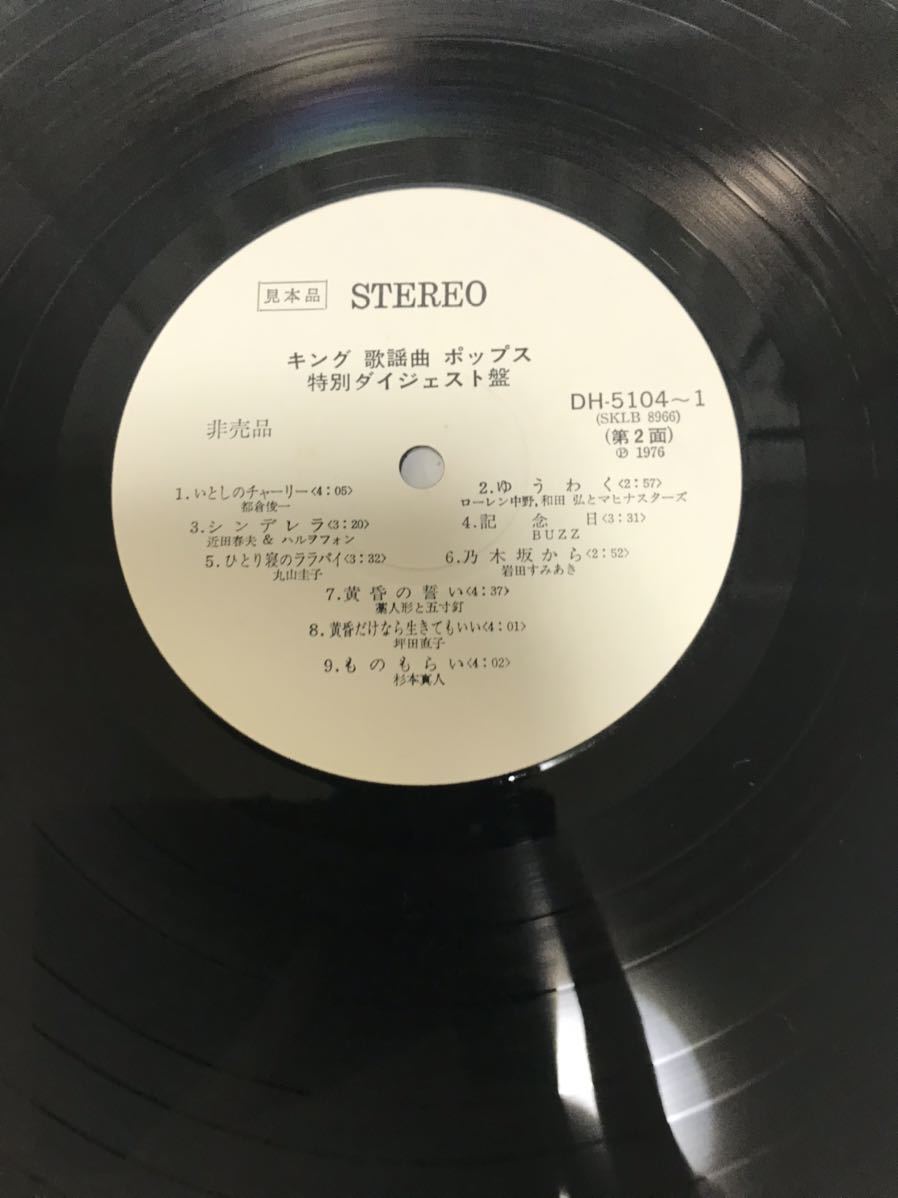 見本品 STEREO
キング 歌謡曲 ポップス
特別ダイジェスト盤
非売品
DH-5104~1
(SKLB 8966)
(第2面)
℗ 1976
1.いとしのチャーリー<4:05>
都倉俊一
2.ゆうわく<2:57>
ローレン中野,和田 弘とマヒナスターズ
3.シンデレラ<3:20>
近田春夫 & ハルヲフォン
4.記念日<3:31>
BUZZ
5.ひとり寝のララバイ<3:32>
丸山圭子
6.乃木坂から<2:52>
岩田すみあき
7.黄昏の誓い<4:37>
藁人形と五寸釘
8.黄昏だけなら生きてもいい<4:01>
坪田直子
9.ものもらい<4:02>
杉本真人